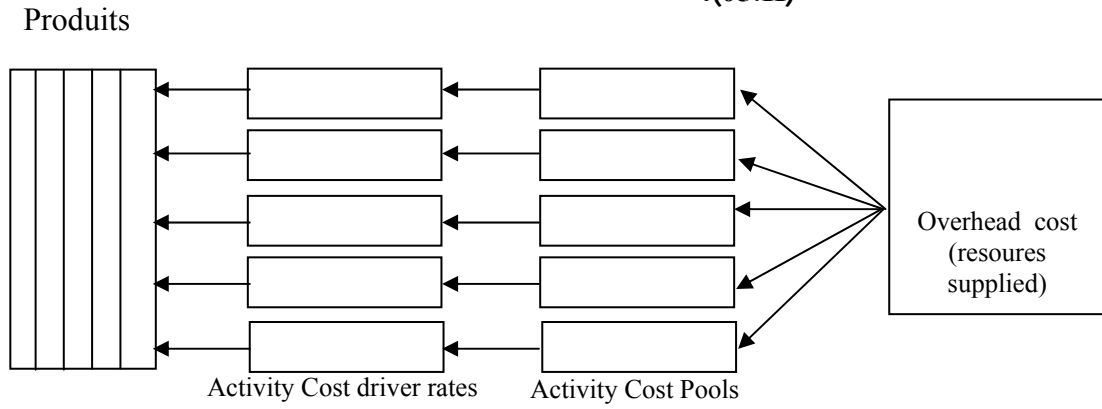 Produits
Overhead cost
(resoures
supplied)
Activity Cost driver rates
Activity Cost Pools